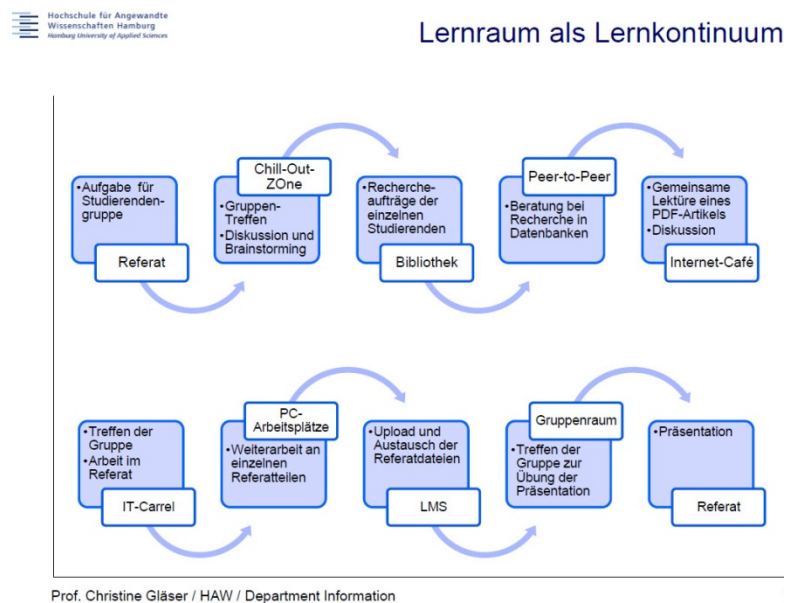 Hochschule für Angewandte
Wissenschaften Hamburg
Hamburg University of Applied Sciences
Lernraum als Lernkontinuum
•Aufgabe für
Studierenden-
gruppe
Referat
Chill-Out-
ZOne
•Gruppen-
Treffen
•Diskussion und
Brainstorming
•Recherche-
aufträge der
einzelnen
Studierenden
Bibliothek
Peer-to-Peer
•Beratung bei
Recherche in
Datenbanken
•Gemeinsame
Lektüre eines
PDF-Artikels
•Diskussion
Internet-Café
•Treffen der
Gruppe
•Arbeit im
Referat
IT-Carrel
PC-
Arbeitsplätze
•Weiterarbeit an
einzelnen
Referatteilen
•Upload und
Austausch der
Referatdateien
LMS
Gruppenraum
•Treffen der
Gruppe zur
Übung der
Präsentation
•Präsentation
Referat
Prof. Christine Gläser / HAW / Department Information